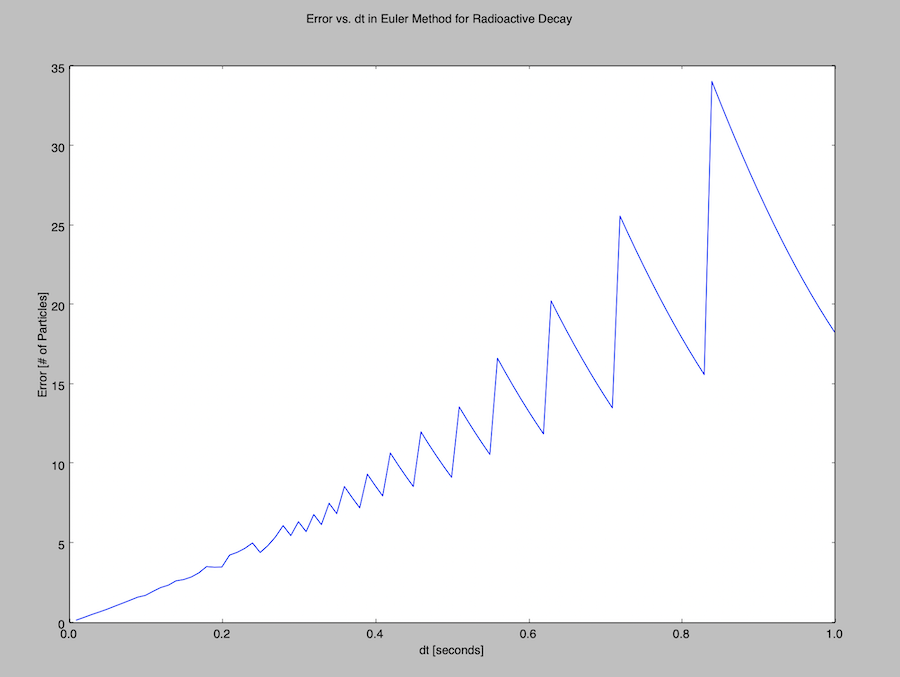 Error vs. dt in Euler Method for Radioactive Decay
35
30
25
20
15
10
5
0
Error [# of Particles]
0.0 0.2 0.4 0.6 0.8 1.0
dt [seconds]